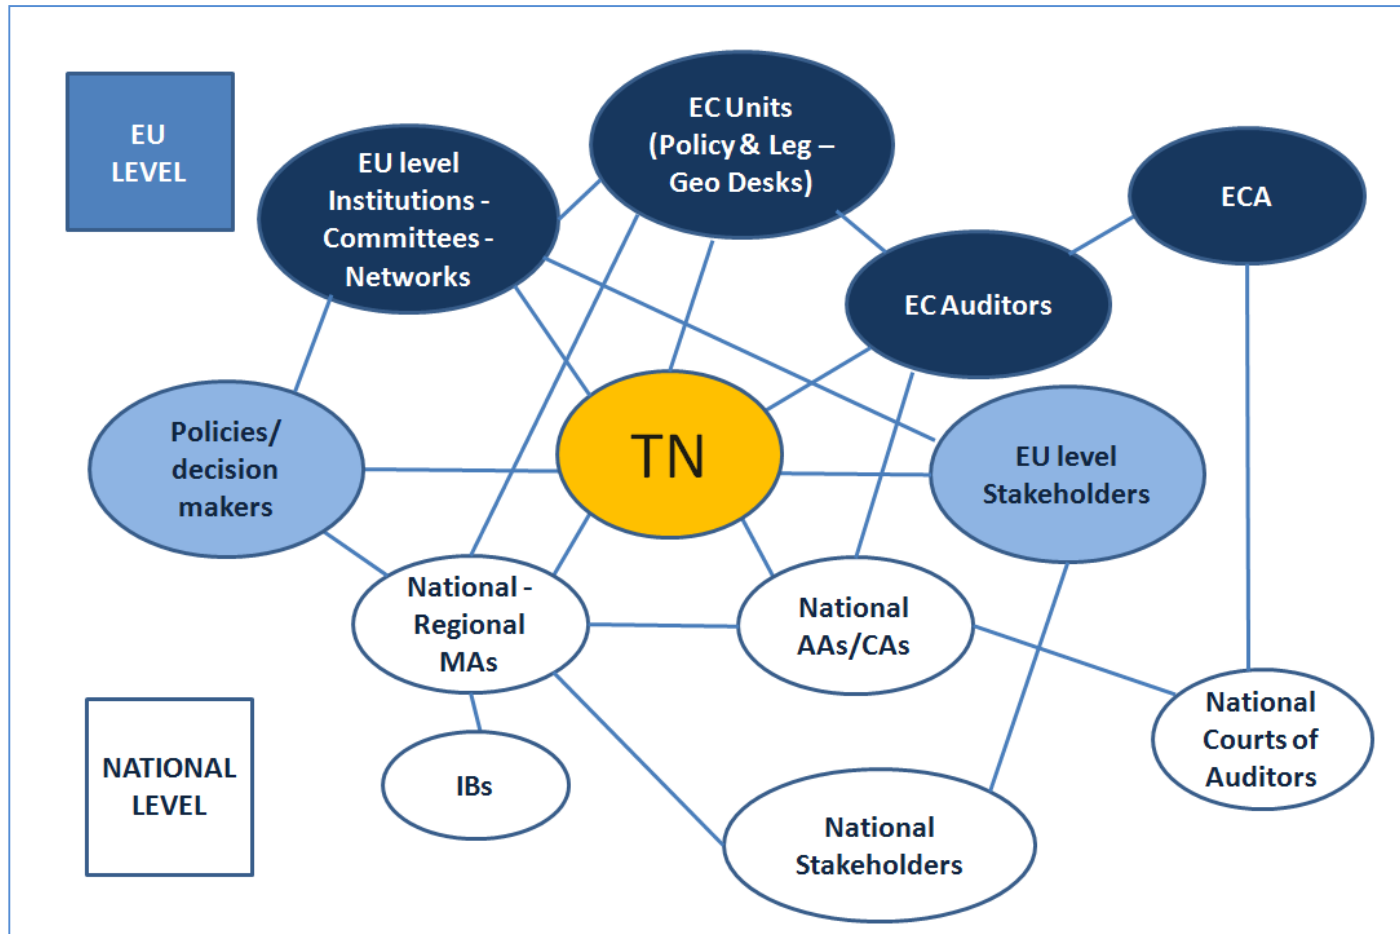 EU
LEVEL
EU level
Institutions -
Committees -
Networks
EC Units
(Policy & Leg –
Geo Desks)
ECA
EC Auditors
Policies/
decision
makers
TN
EU level
Stakeholders
National -
Regional
MAs
National
AAs/CAs
National
Courts of
Auditors
NATIONAL
LEVEL
IBs
National
Stakeholders